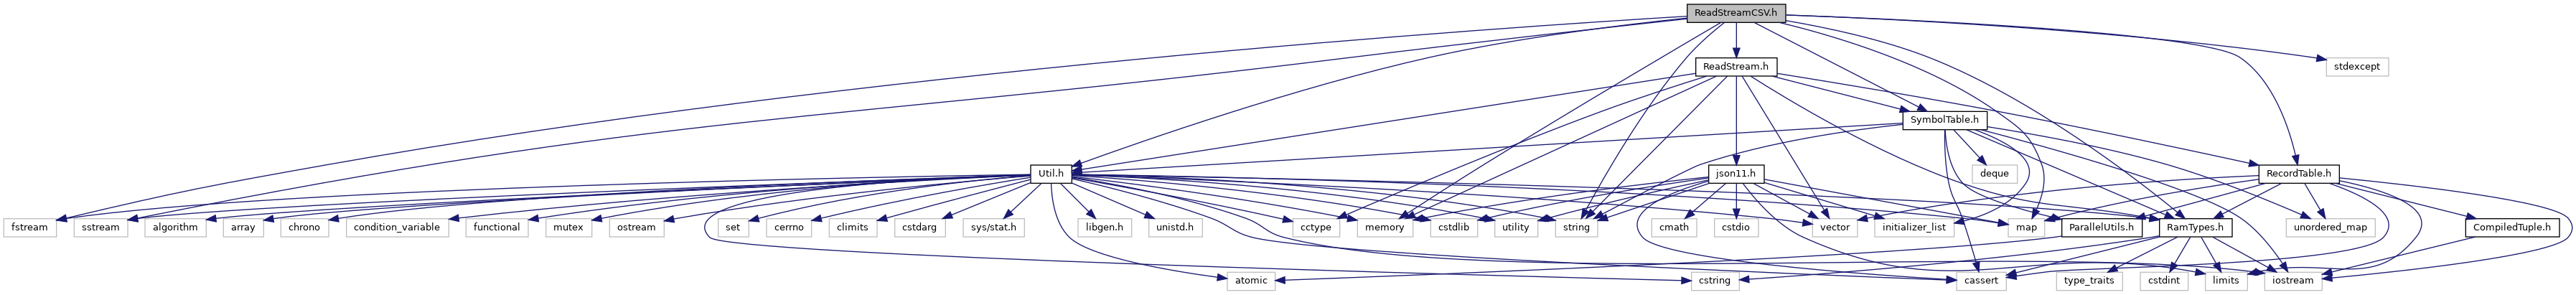 ReadStreamCSV.h
ReadStream.h
stdexcept
SymbolTable.h
Util.h
json11.h
deque
RecordTable.h
fstream
sstream
algorithm
array
chrono
condition_variable
functional
mutex
ostream
set
cerrno
climits
cstdarg
sys/stat.h
libgen.h
unistd.h
cctype
memory
cstdlib
utility
string
cmath
cstdio
vector
initializer_list
map
ParallelUtils.h
RamTypes.h
unordered_map
CompiledTuple.h
atomic
cstring
cassert
type_traits
cstdint
limits
iostream